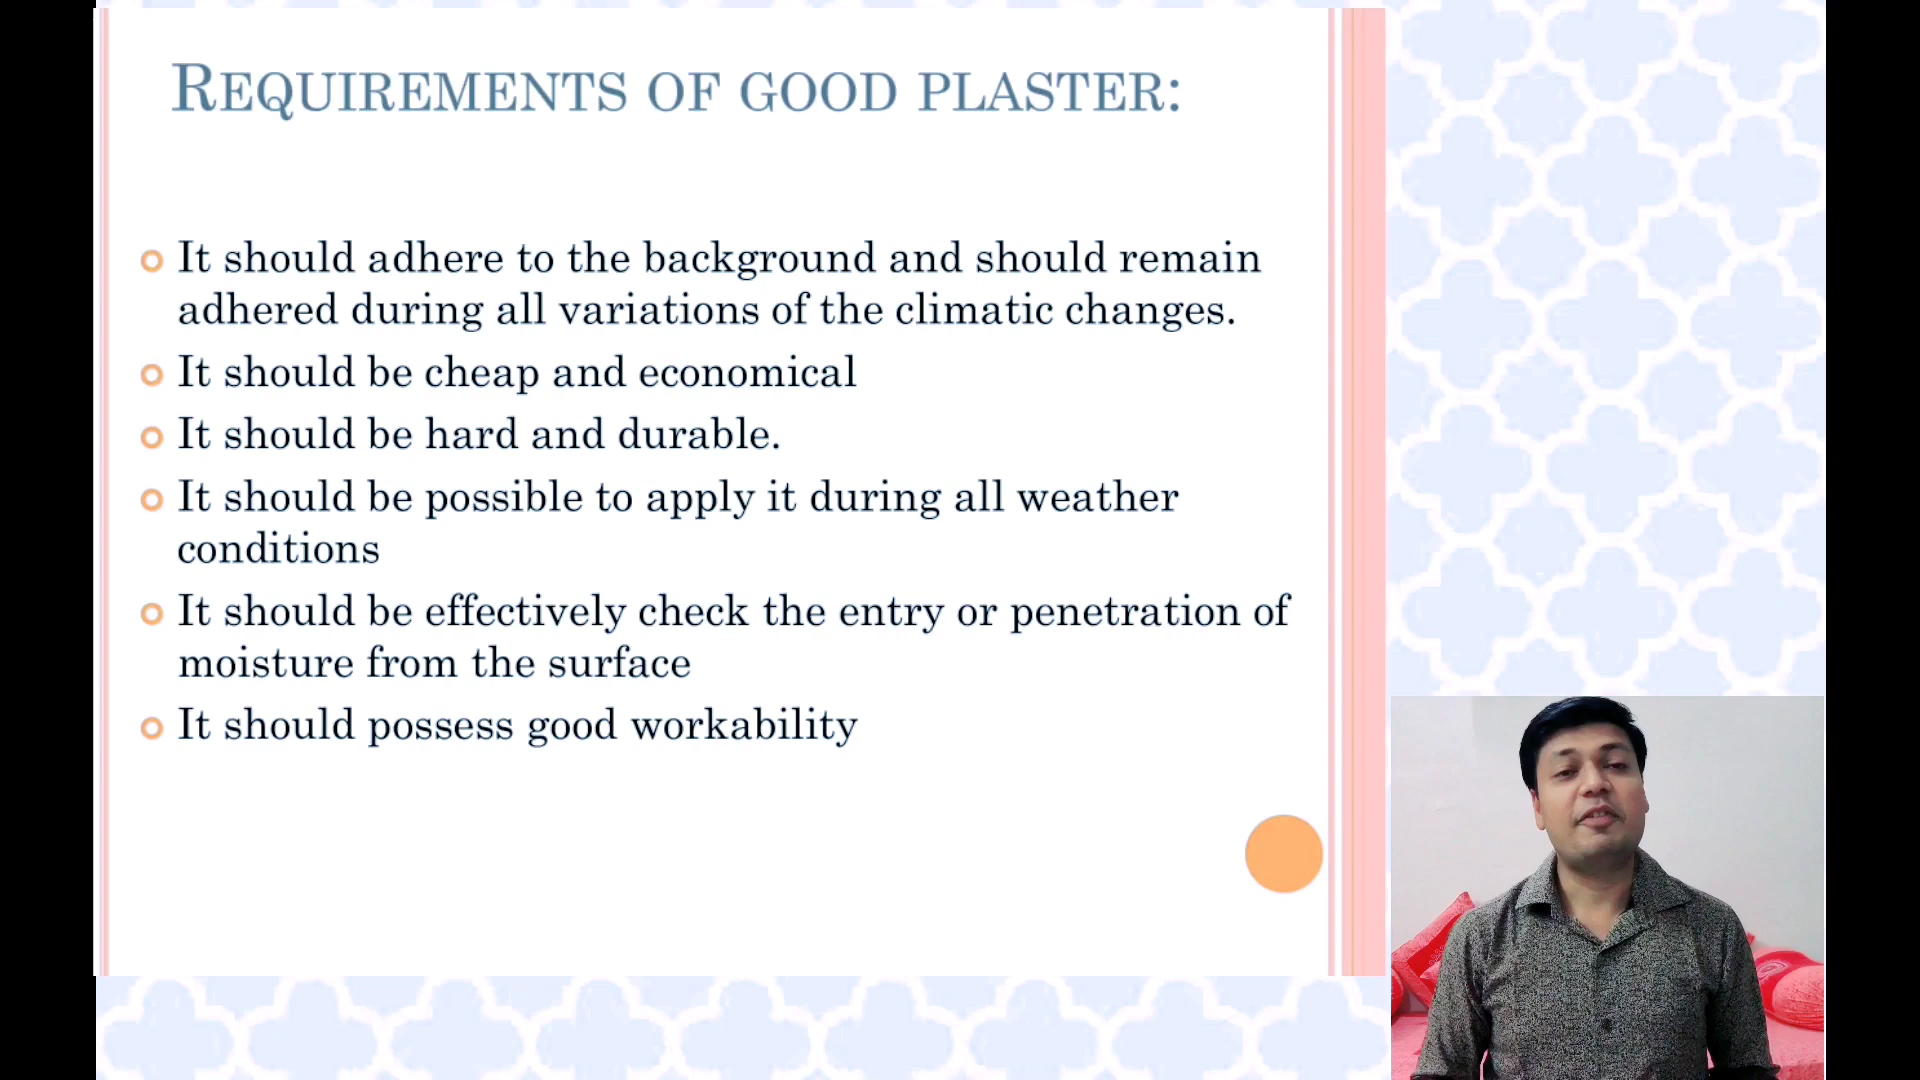 REQUIREMENTS OF GOOD PLASTER:
It should adhere to the background and should remain
adhered during all variations of the climatic changes.
It should be cheap and economical
It should be hard and durable.
It should be possible to apply it during all weather
conditions
It should be effectively check the entry or penetration of
moisture from the surface
It should possess good workability